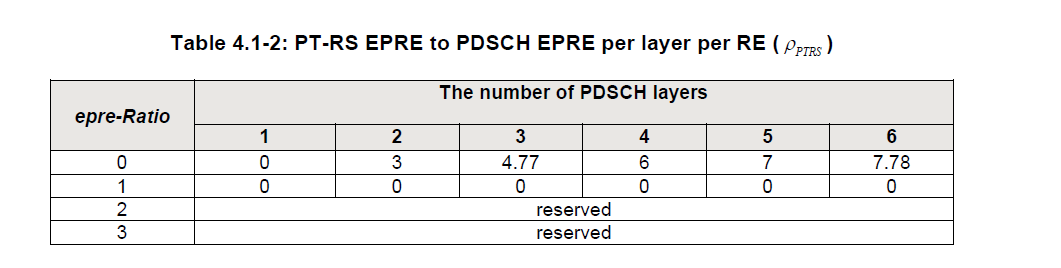 Table 4.1-2: PT-RS EPRE to PDSCH EPRE per layer per RE ( ρPTRS )
epre-Ratio
The number of PDSCH layers
1 2 3 4 5 6
0 0 3 4.77 6 7 7.78
1 0 0 0 0 0 0
2 reserved
3 reserved